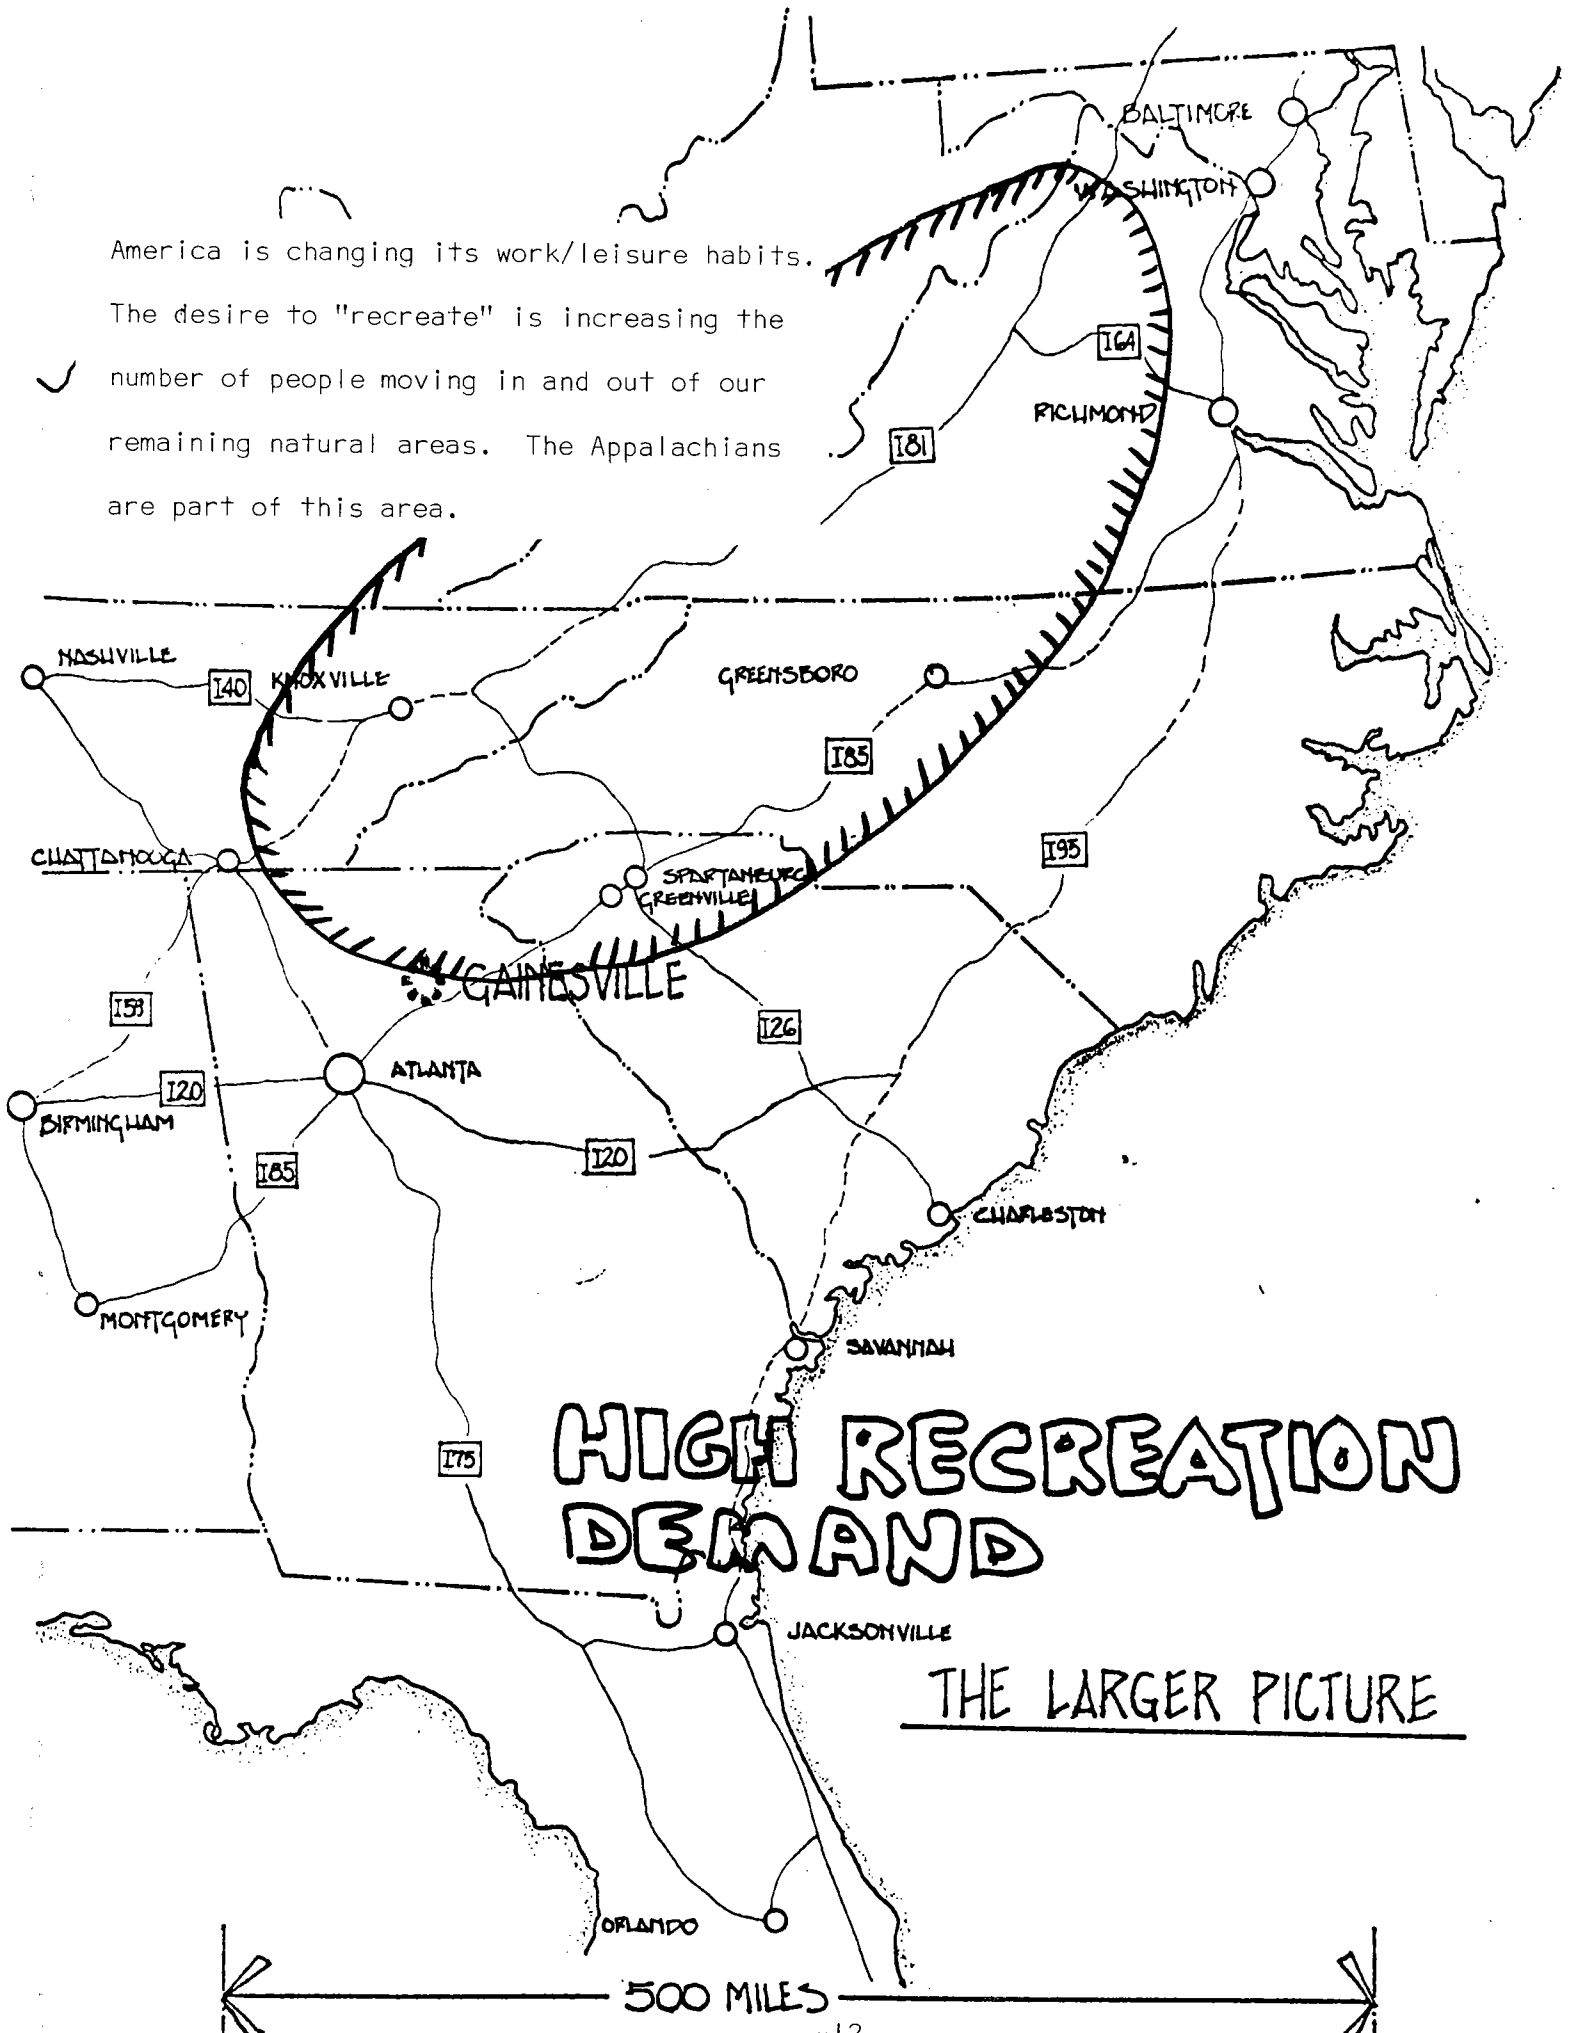 BALTIMORE
WASHINGTON
America is changing its work/leisure habits.
The desire to "recreate" is increasing the
number of people moving in and out of our
remaining natural areas. The Appalachians
are part of this area.
I64
RICHMOND
I81
NASHVILLE
I40
KNOXVILLE
GREENSBORO
I85
CHATTANOUGA
SPARTANBURG
GREENVILLE
I95
GAINESVILLE
I59
I26
ATLANTA
I20
BIRMINGHAM
I20
I85
CHARLESTON
MONTGOMERY
SAVANNAH
HIGH RECREATION
DEMAND
I75
JACKSONVILLE
THE LARGER PICTURE
ORLANDO
500 MILES
12